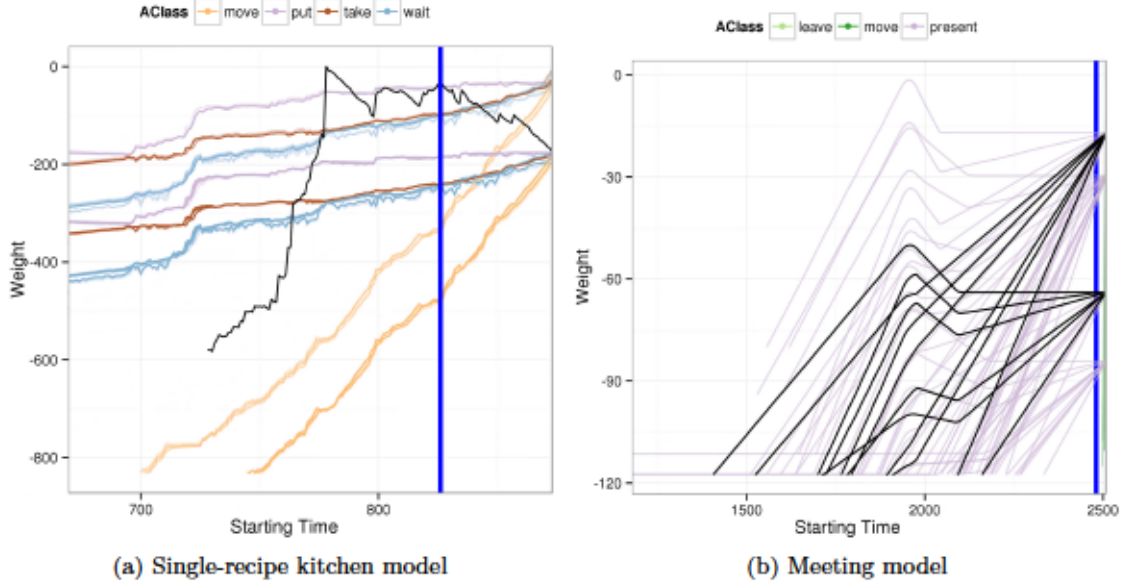 AClass move put take wait
0
-200
-400
-600
-800
Weight
700 800
Starting Time
(a) Single-recipe kitchen model
AClass leave move present
0
-30
-60
-90
-120
Weight
1500 2000 2500
Starting Time
(b) Meeting model